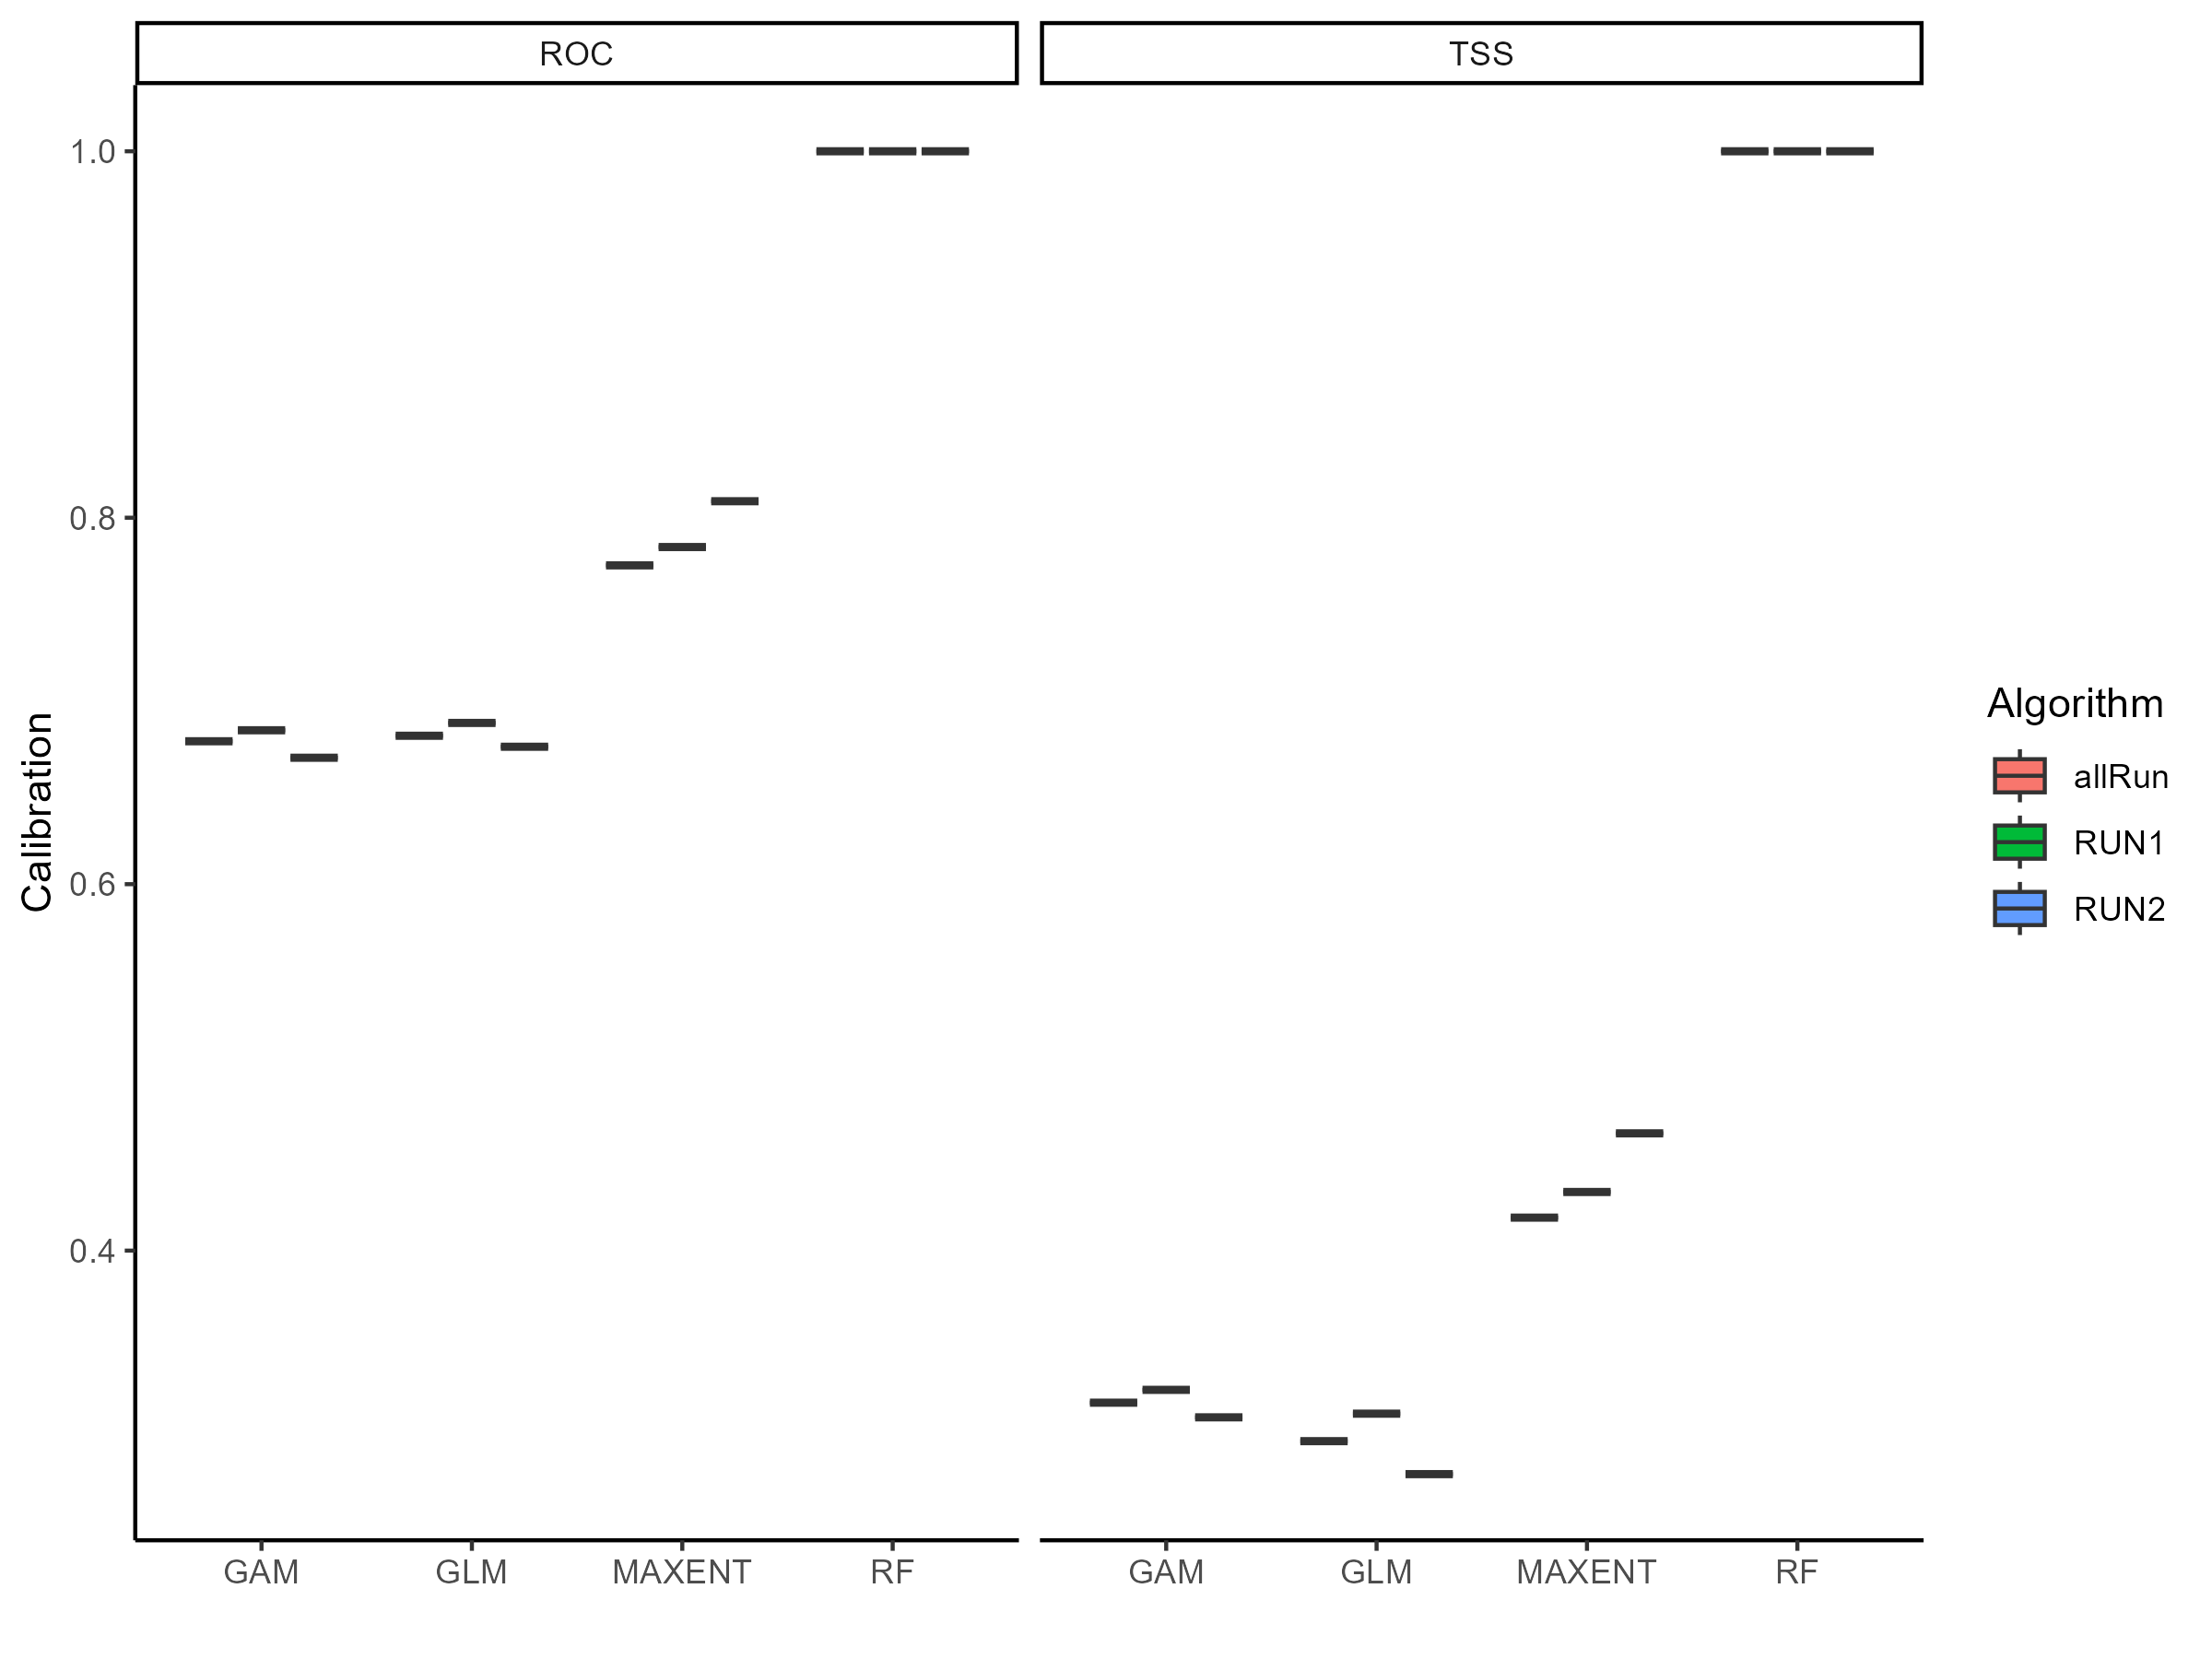 ROC
TSS
1.0
0.8
0.6
0.4
Calibration
GAM
GLM
MAXENT
RF
GAM
GLM
MAXENT
RF
Algorithm
allRun
RUN1
RUN2